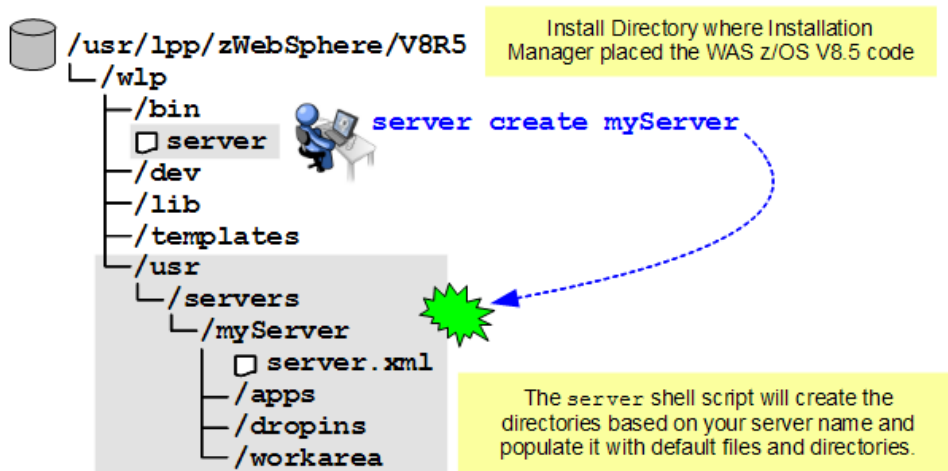 /usr/lpp/zWebSphere/V8R5
Install Directory where Installation
Manager placed the WAS z/OS V8.5 code
/wlp
/bin
server
server create myServer
/dev
/lib
/templates
/usr
/servers
/myServer
server.xml
/apps
/dropins
/workarea
The server shell script will create the
directories based on your server name and
populate it with default files and directories.